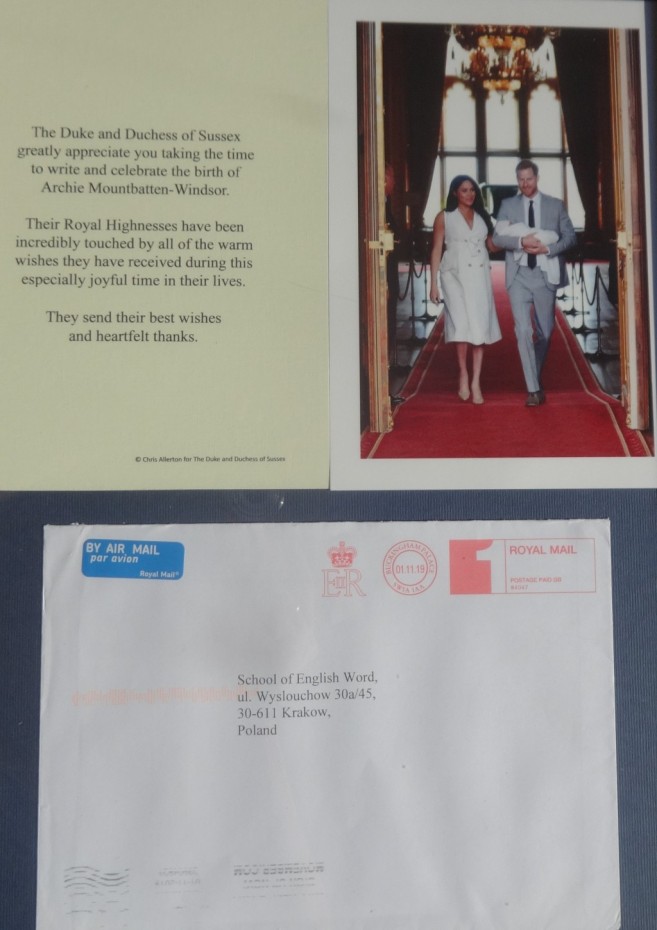 The Duke and Duchess of Sussex
greatly appreciate you taking the time
to write and celebrate the birth of
Archie Mountbatten-Windsor.
Their Royal Highnesses have been
incredibly touched by all of the warm
wishes they have received during this
especially joyful time in their lives.
They send their best wishes
and heartfelt thanks.
© Chris Allerton for The Duke and Duchess of Sussex
BY AIR MAIL
par avion
Royal Mail®
E II R
BUCKINGHAM PALACE
01.11.19
SW1A 1AA
1
ROYAL MAIL
POSTAGE PAID GB
School of English Word,
ul. Wyslouchow 30a/45,
30-611 Krakow,
Poland